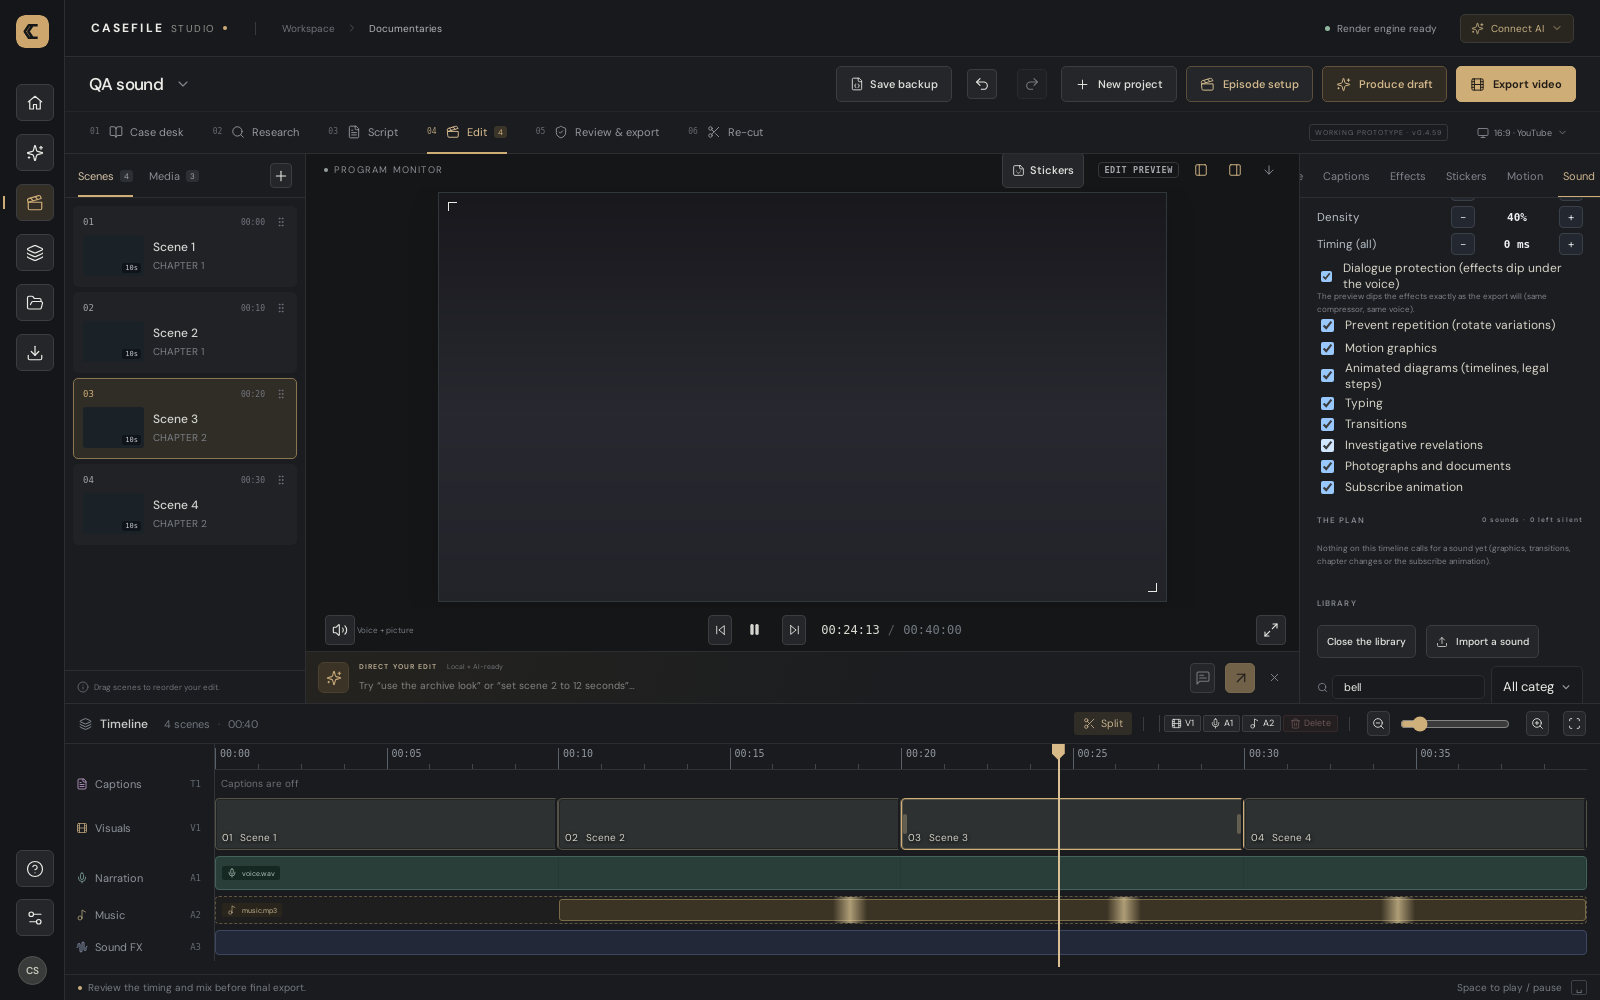 CASEFILE STUDIO
Workspace
Documentaries
Render engine ready
Connect AI
QA sound
Save backup
New project
Episode setup
Produce draft
Export video
01 Case desk
02 Research
03 Script
04 Edit 4
05 Review & export
06 Re-cut
WORKING PROTOTYPE · v0.4.59
16:9 · YouTube
Scenes 4
Media 3
PROGRAM MONITOR
Stickers
EDIT PREVIEW
e
Captions
Effects
Stickers
Motion
Sound
01 00:00
Scene 1
10s
CHAPTER 1
02 00:10
Scene 2
10s
CHAPTER 1
03 00:20
Scene 3
10s
CHAPTER 2
04 00:30
Scene 4
10s
CHAPTER 2
Drag scenes to reorder your edit.
Voice + picture
00:24:13 / 00:40:00
DIRECT YOUR EDIT Local + AI-ready
Try “use the archive look” or “set scene 2 to 12 seconds”…
Density − 40% +
Timing (all) − 0 ms +
Dialogue protection (effects dip under
the voice)
The preview dips the effects exactly as the export will (same
compressor, same voice).
Prevent repetition (rotate variations)
Motion graphics
Animated diagrams (timelines, legal
steps)
Typing
Transitions
Investigative revelations
Photographs and documents
Subscribe animation
THE PLAN 0 sounds · 0 left silent
Nothing on this timeline calls for a sound yet (graphics, transitions,
chapter changes or the subscribe animation).
LIBRARY
Close the library
Import a sound
bell
All categ
Timeline 4 scenes · 00:40
Split
V1
A1
A2
Delete
00:00 00:05 00:10 00:15 00:20 00:25 00:30 00:35
Captions T1
Captions are off
Visuals V1
01 Scene 1
02 Scene 2
03 Scene 3
04 Scene 4
Narration A1
voice.wav
Music A2
music.mp3
Sound FX A3
CS
Review the timing and mix before final export.
Space to play / pause